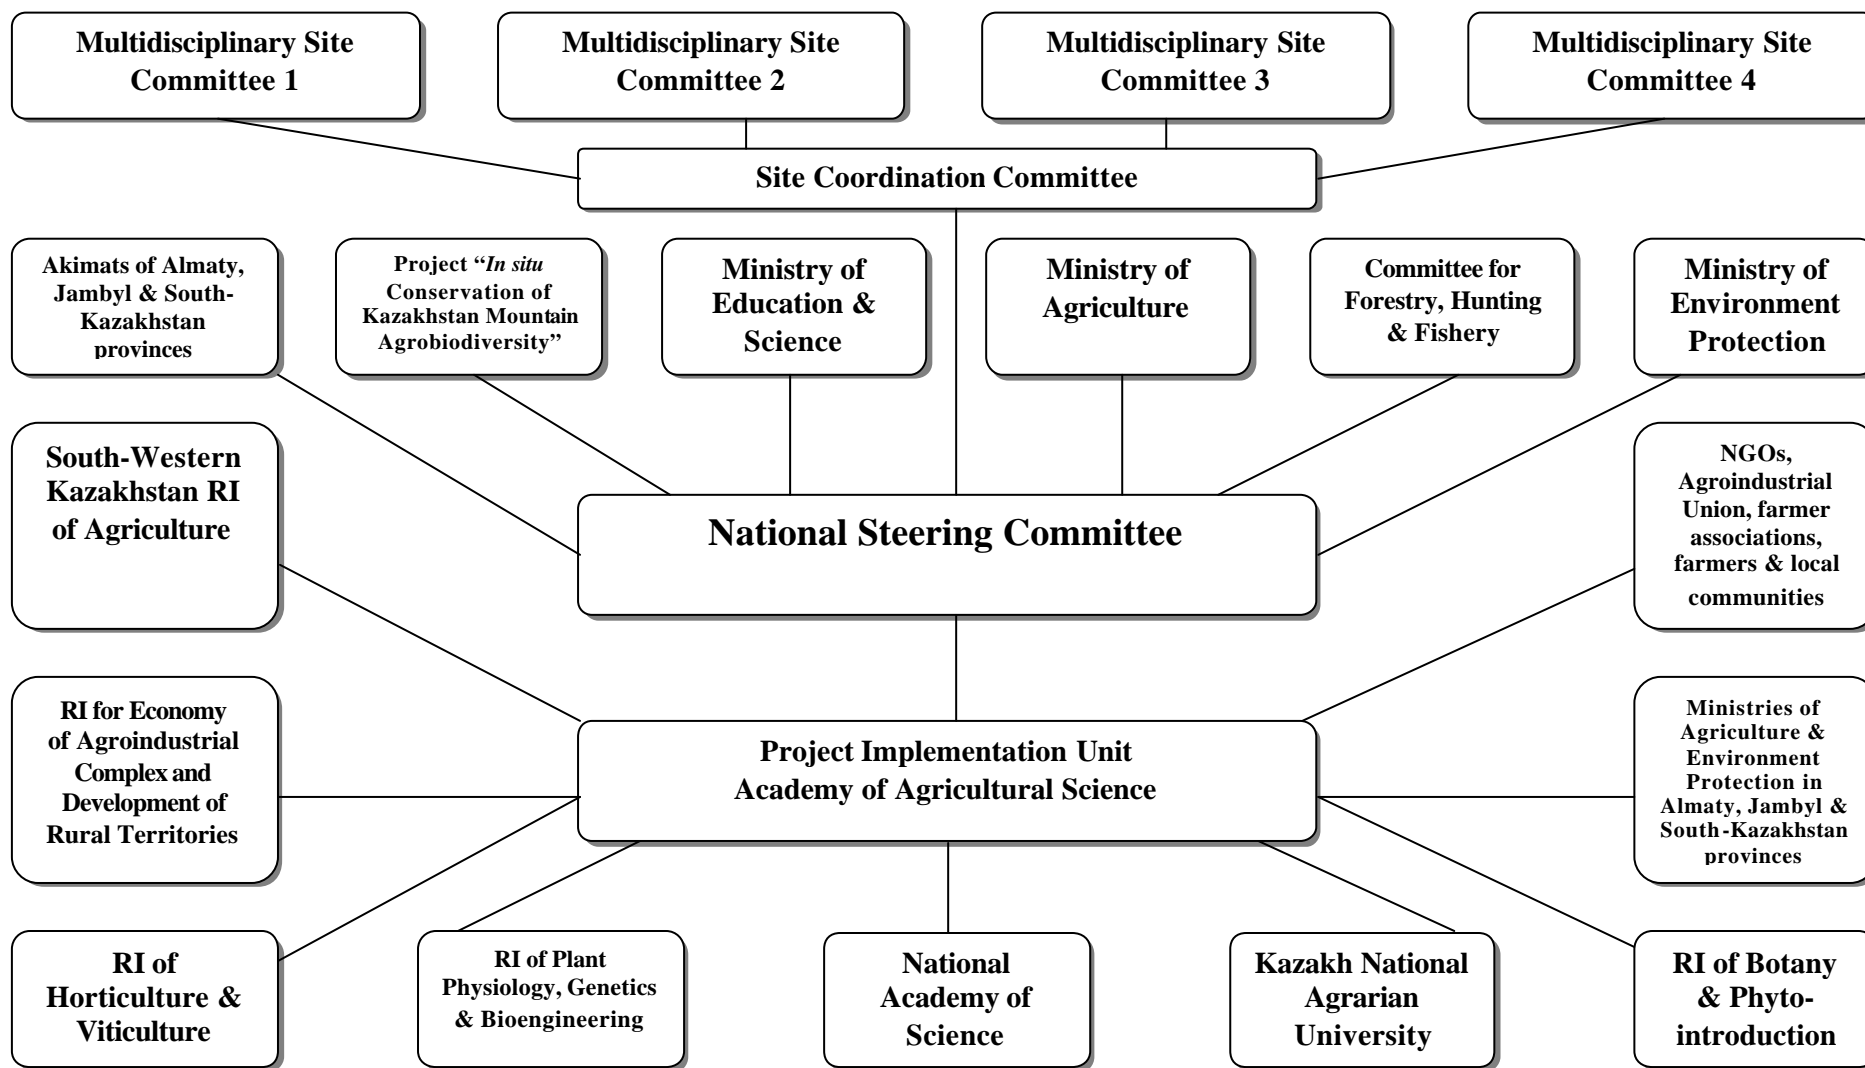 Multidisciplinary Site
Committee 1
Multidisciplinary Site
Committee 2
Multidisciplinary Site
Committee 3
Multidisciplinary Site
Committee 4
Site Coordination Committee
Akimats of Almaty,
Jambyl & South-
Kazakhstan
provinces
Project “In situ
Conservation of
Kazakhstan Mountain
Agrobiodiversity”
Ministry of
Education &
Science
Ministry of
Agriculture
Committee for
Forestry, Hunting
& Fishery
Ministry of
Environment
Protection
South-Western
Kazakhstan RI
of Agriculture
National Steering Committee
NGOs,
Agroindustrial
Union, farmer
associations,
farmers & local
communities
RI for Economy
of Agroindustrial
Complex and
Development of
Rural Territories
Project Implementation Unit
Academy of Agricultural Science
Ministries of
Agriculture &
Environment
Protection in
Almaty, Jambyl &
South-Kazakhstan
provinces
RI of
Horticulture &
Viticulture
RI of Plant
Physiology, Genetics
& Bioengineering
National
Academy of
Science
Kazakh National
Agrarian
University
RI of Botany
& Phyto-
introduction